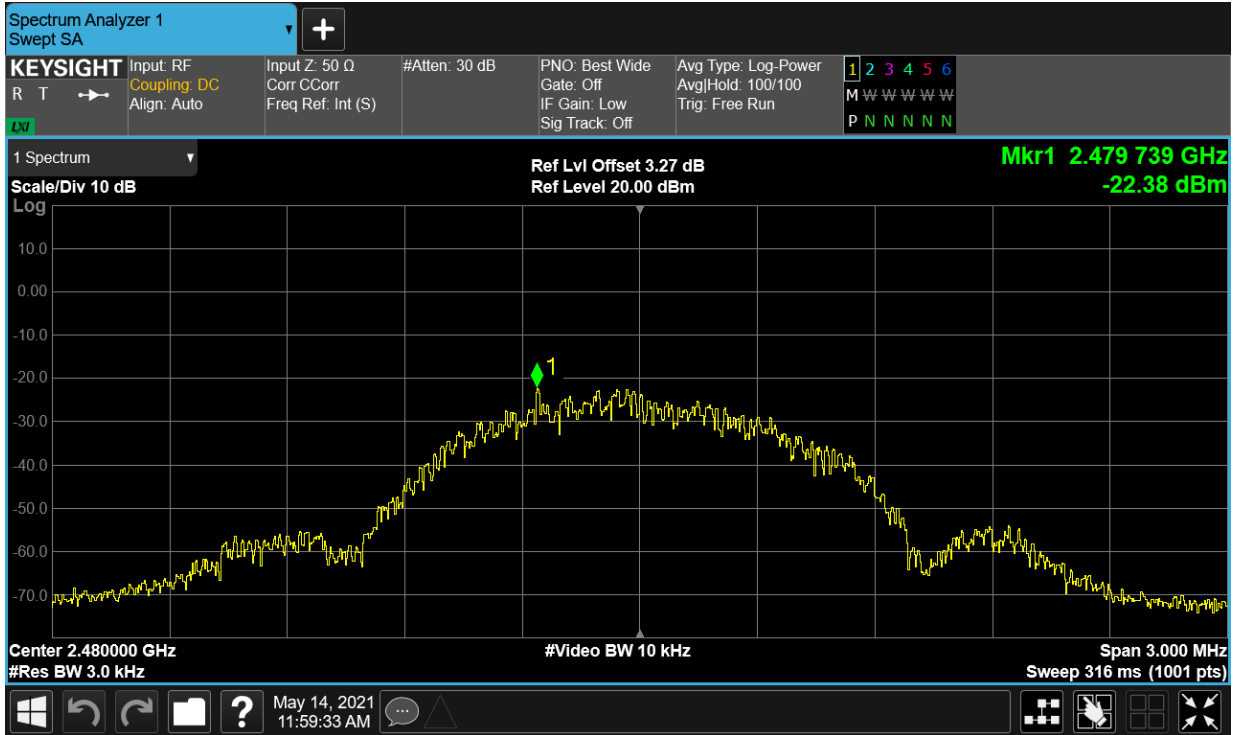 Spectrum Analyzer 1
Swept SA
+
KEYSIGHT
R T
LXI
Input: RF
Coupling: DC
Align: Auto
Input Z: 50 Ω
Corr CCorr
Freq Ref: Int (S)
#Atten: 30 dB
PNO: Best Wide
Gate: Off
IF Gain: Low
Sig Track: Off
Avg Type: Log-Power
Avg|Hold: 100/100
Trig: Free Run
1 2 3 4 5 6
M W W W W W
P N N N N N
1 Spectrum
Scale/Div 10 dB
Log
Ref Lvl Offset 3.27 dB
Ref Level 20.00 dBm
Mkr1 2.479 739 GHz
-22.38 dBm
10.0
0.00
-10.0
-20.0
-30.0
-40.0
-50.0
-60.0
-70.0
1
Center 2.480000 GHz
#Res BW 3.0 kHz
#Video BW 10 kHz
Span 3.000 MHz
Sweep 316 ms (1001 pts)
?
May 14, 2021
11:59:33 AM